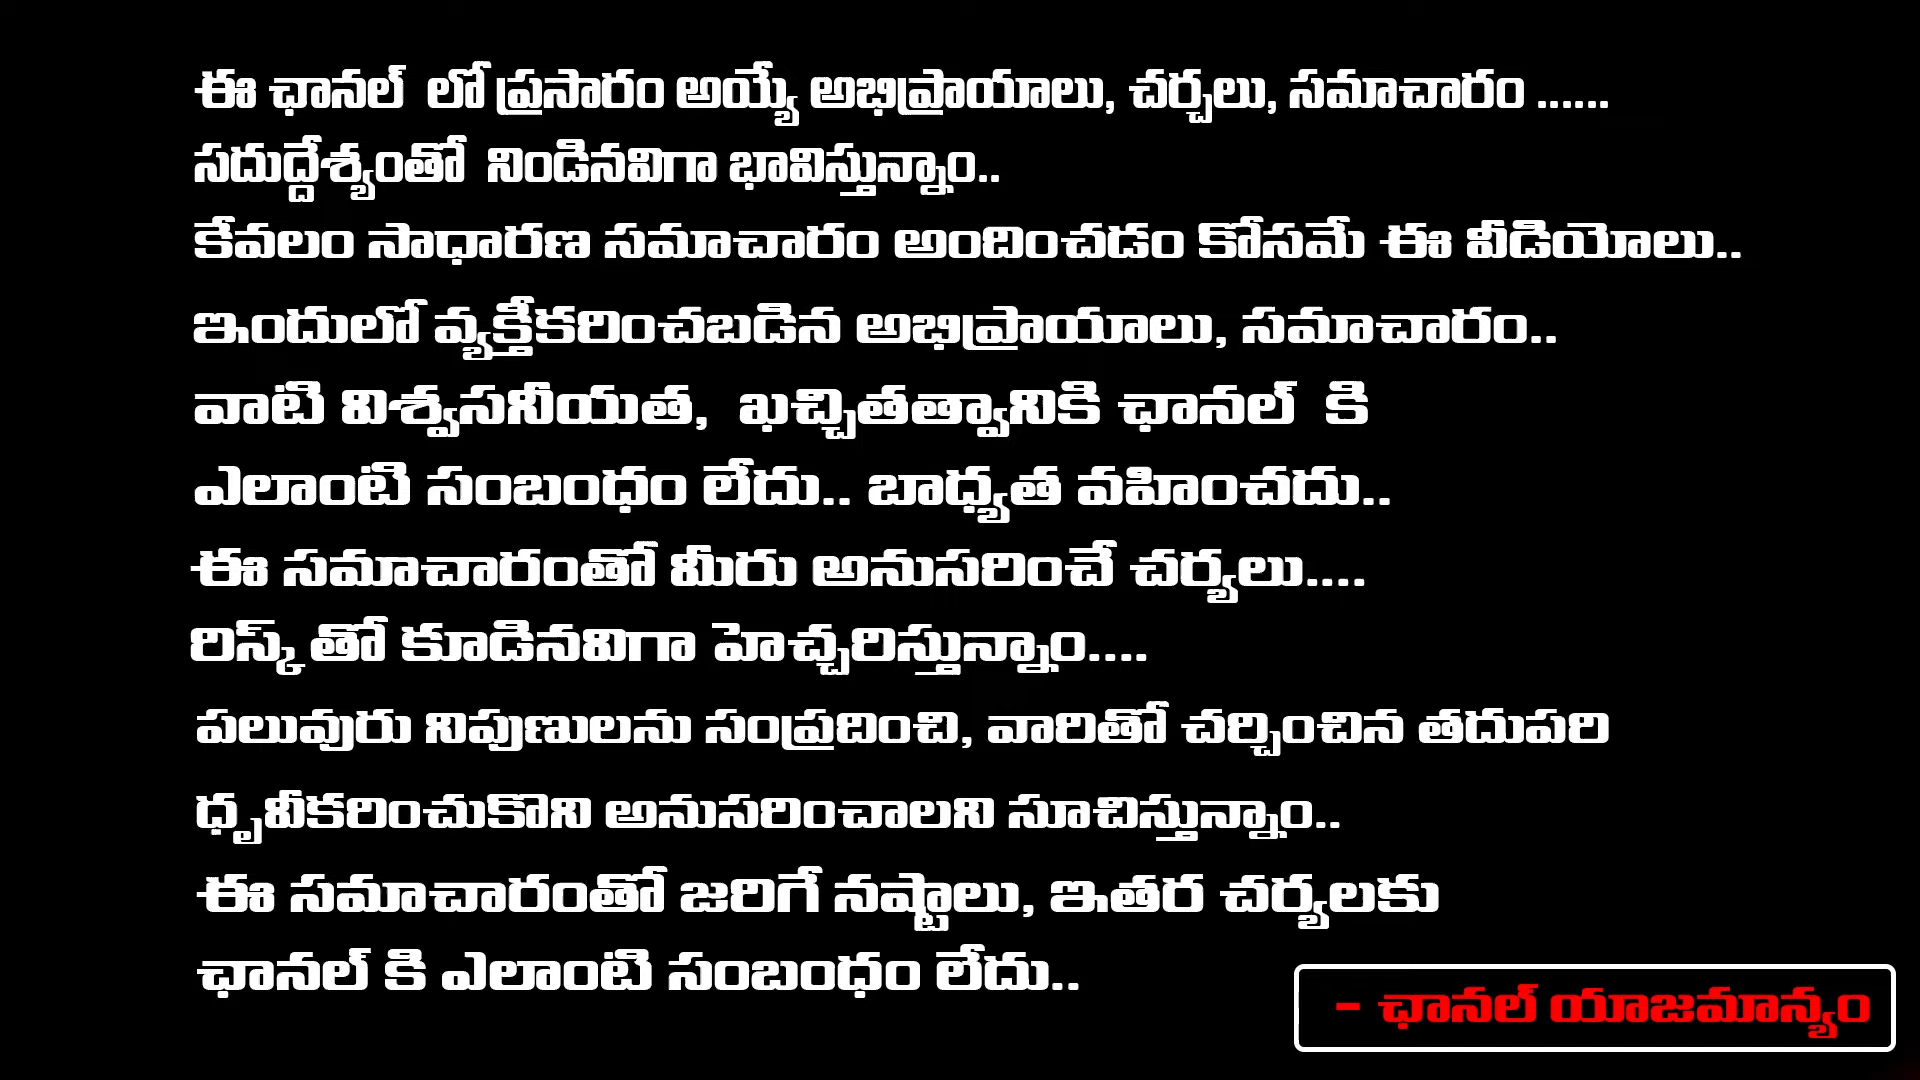 ఈ ఛానల్ లో ప్రసారం అయ్యే అభిప్రాయాలు, చర్చలు, సమాచారం ......
సదుద్దేశ్యంతో నిండినవిగా భావిస్తున్నాం..
కేవలం సాధారణ సమాచారం అందించడం కోసమే ఈ వీడియోలు..
ఇందులో వ్యక్తీకరించబడిన అభిప్రాయాలు, సమాచారం..
వాటి విశ్వసనీయత, ఖచ్చితత్వానికి ఛానల్ కి
ఎలాంటి సంబంధం లేదు.. బాధ్యత వహించదు..
ఈ సమాచారంతో మీరు అనుసరించే చర్యలు....
రిస్క్ తో కూడినవిగా హెచ్చరిస్తున్నాం....
పలువురు నిపుణులను సంప్రదించి, వారితో చర్చించిన తదుపరి
ధృవీకరించుకొని అనుసరించాలని సూచిస్తున్నాం..
ఈ సమాచారంతో జరిగే నష్టాలు, ఇతర చర్యలకు
ఛానల్ కి ఎలాంటి సంబంధం లేదు..
- ఛానల్ యాజమాన్యం